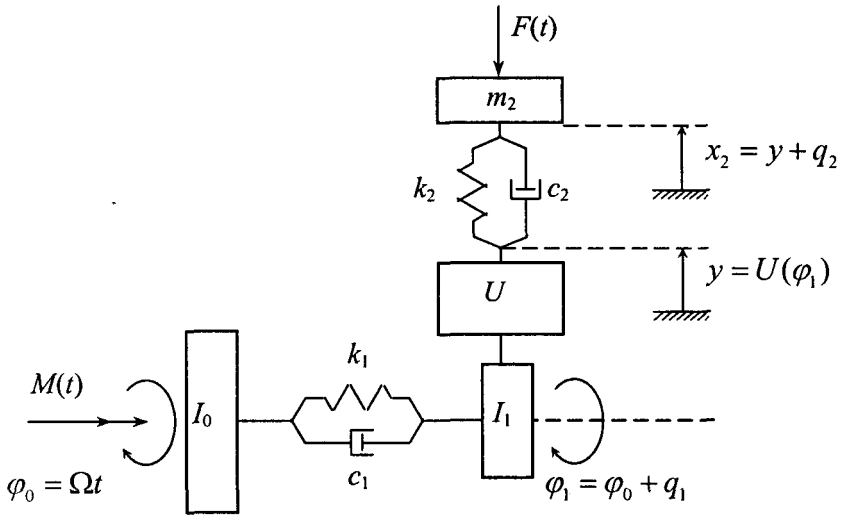 F(t)
m₂
x₂ = y + q₂
k₂
c₂
y = U(φ₁)
U
k₁
M(t)
I₀
I₁
c₁
φ₀ = Ωt
φ₁ = φ₀ + q₁